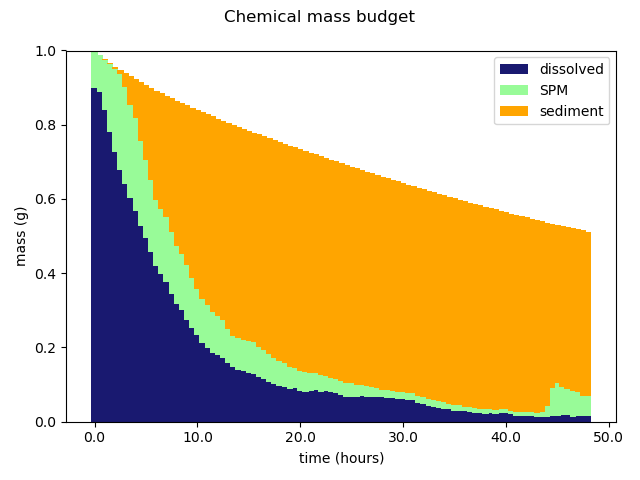 Chemical mass budget
1.0
0.8
0.6
0.4
0.2
0.0
mass (g)
dissolved
SPM
sediment
0.0 10.0 20.0 30.0 40.0 50.0
time (hours)